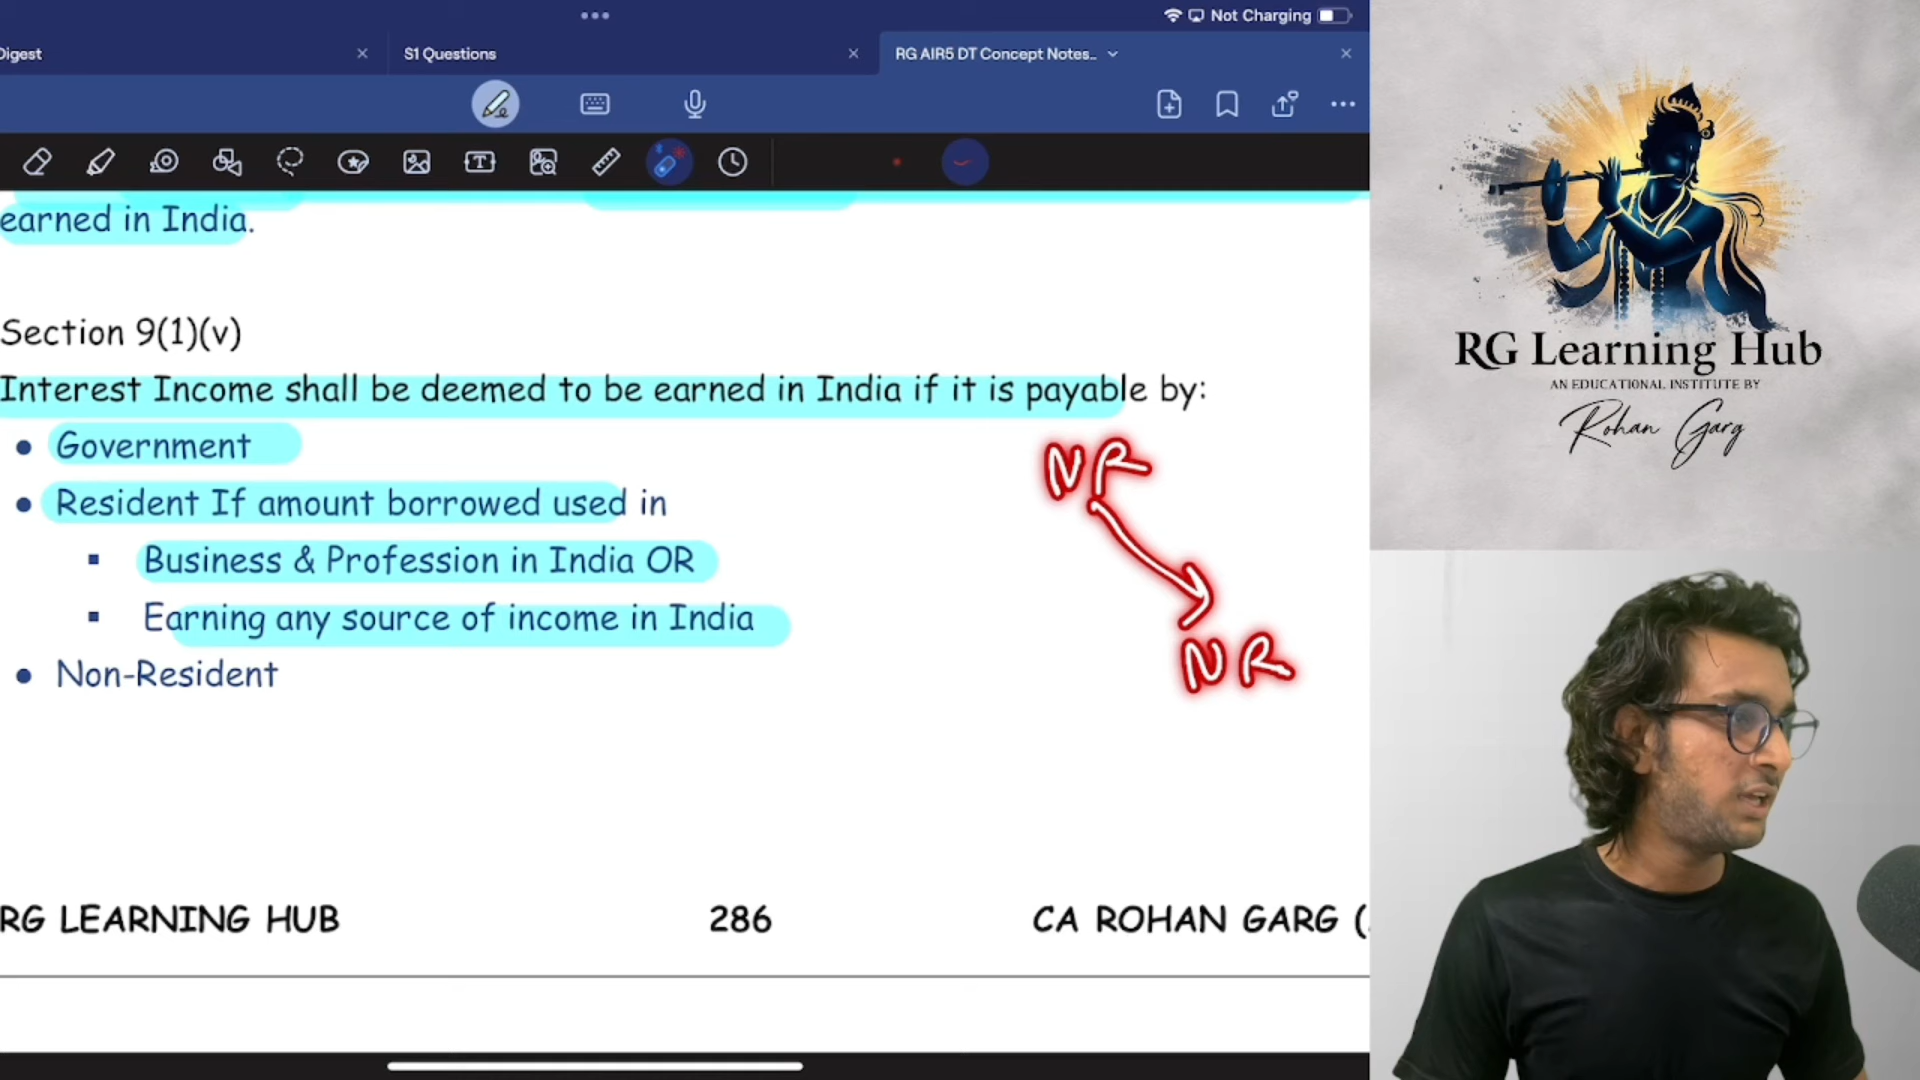 Not Charging
Digest
S1 Questions
RG AIR5 DT Concept Notes..
earned in India.
Section 9(1)(v)
Interest Income shall be deemed to be earned in India if it is payable by:
• Government
• Resident If amount borrowed used in
▪ Business & Profession in India OR
▪ Earning any source of income in India
• Non-Resident
NR
NR
RG LEARNING HUB 286 CA ROHAN GARG (
RG Learning Hub
AN EDUCATIONAL INSTITUTE BY
Rohan Garg